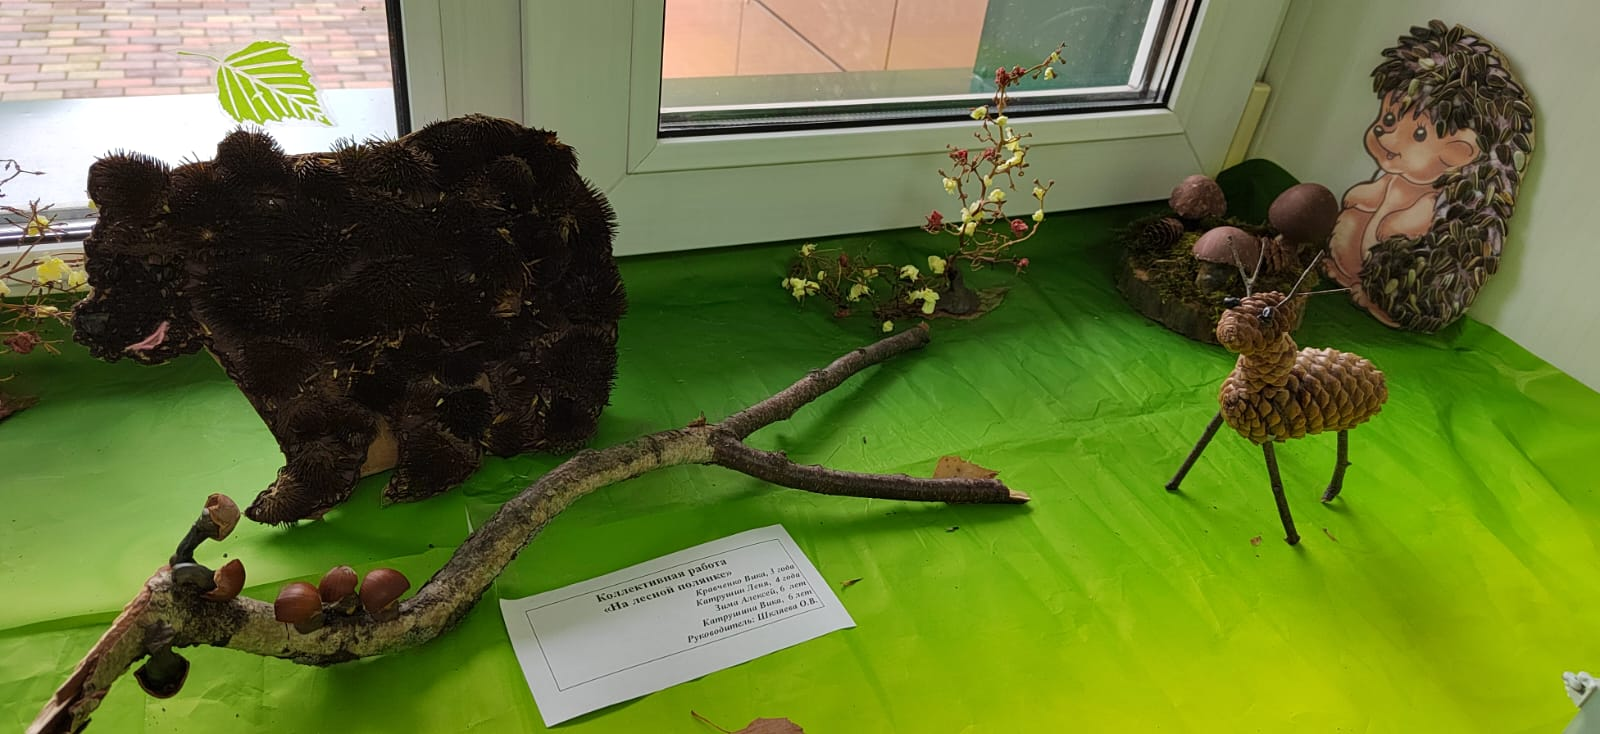 Коллективная работа
«На лесной полянке»
Кравченко Вика, 3 года
Катрушин Леня, 4 года
Зима Алексей, 6 лет
Катрушина Вика, 6 лет
Руководитель: Шкляева О.В.